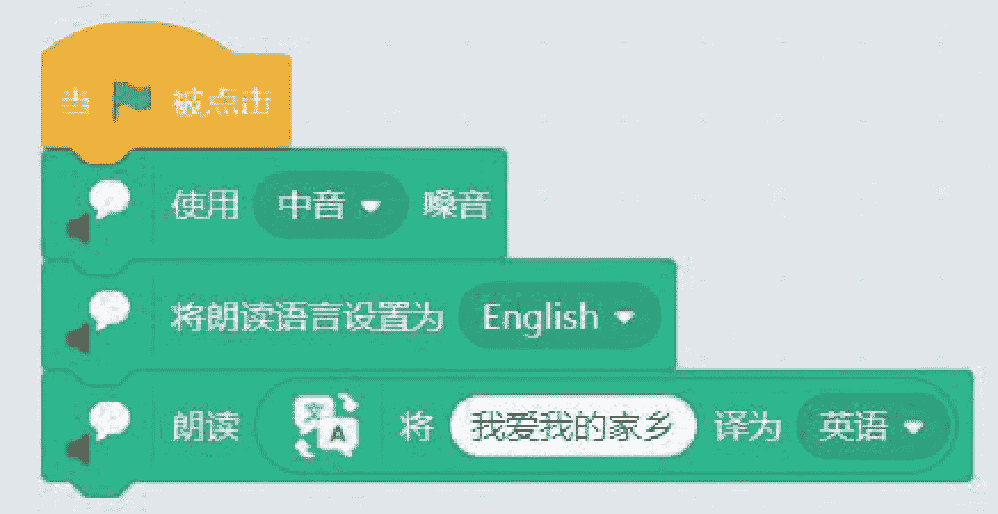 当 被点击
使用 中音 嗓音
将朗读语言设置为 English
朗读 文 A 将 我爱我的家乡 译为 英语